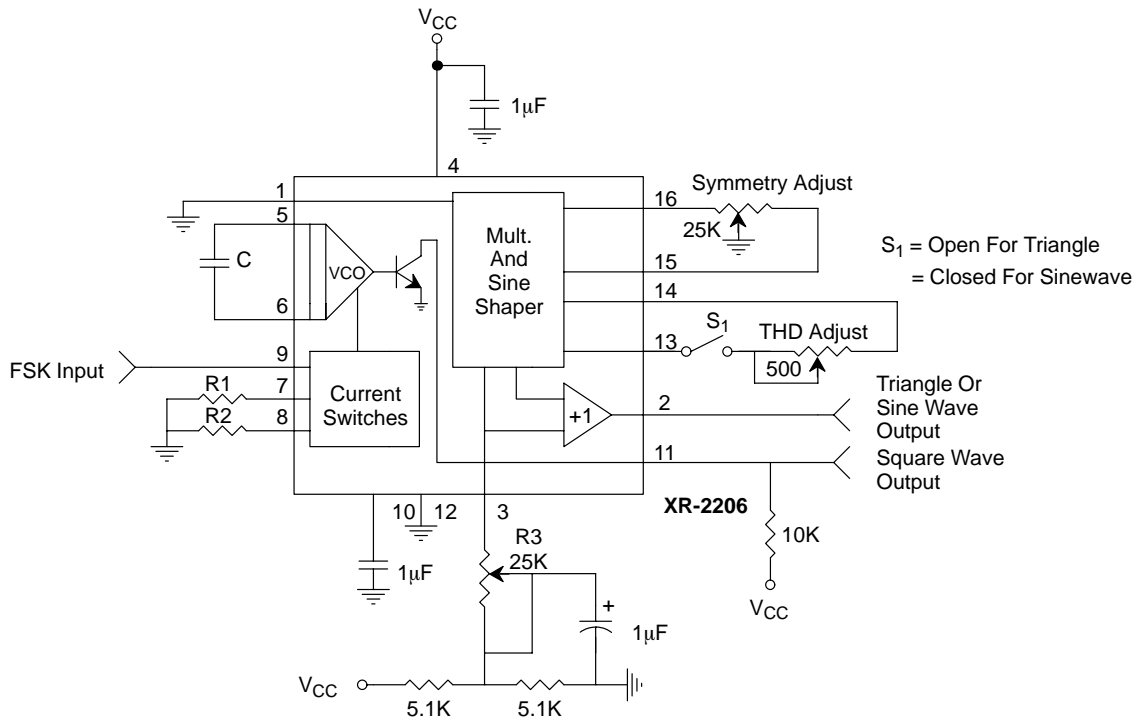 VCC
1μF
4
1
16
Symmetry Adjust
25K
5
Mult.
And
Sine
Shaper
S1 = Open For Triangle
= Closed For Sinewave
C
VCO
15
6
14
S1
THD Adjust
13
500
FSK Input
9
R1
7
Current
Switches
R2
8
+1
2
Triangle Or
Sine Wave
Output
11
Square Wave
Output
XR-2206
10
12
3
R3
25K
10K
1μF
VCC
+
1μF
VCC
5.1K
5.1K